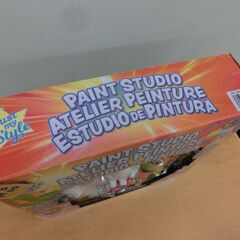 Just
my
Style
PAINT STUDIO
ATELIER PEINTURE
ESTUDIO DE PINTURA
PAINT STUDIO